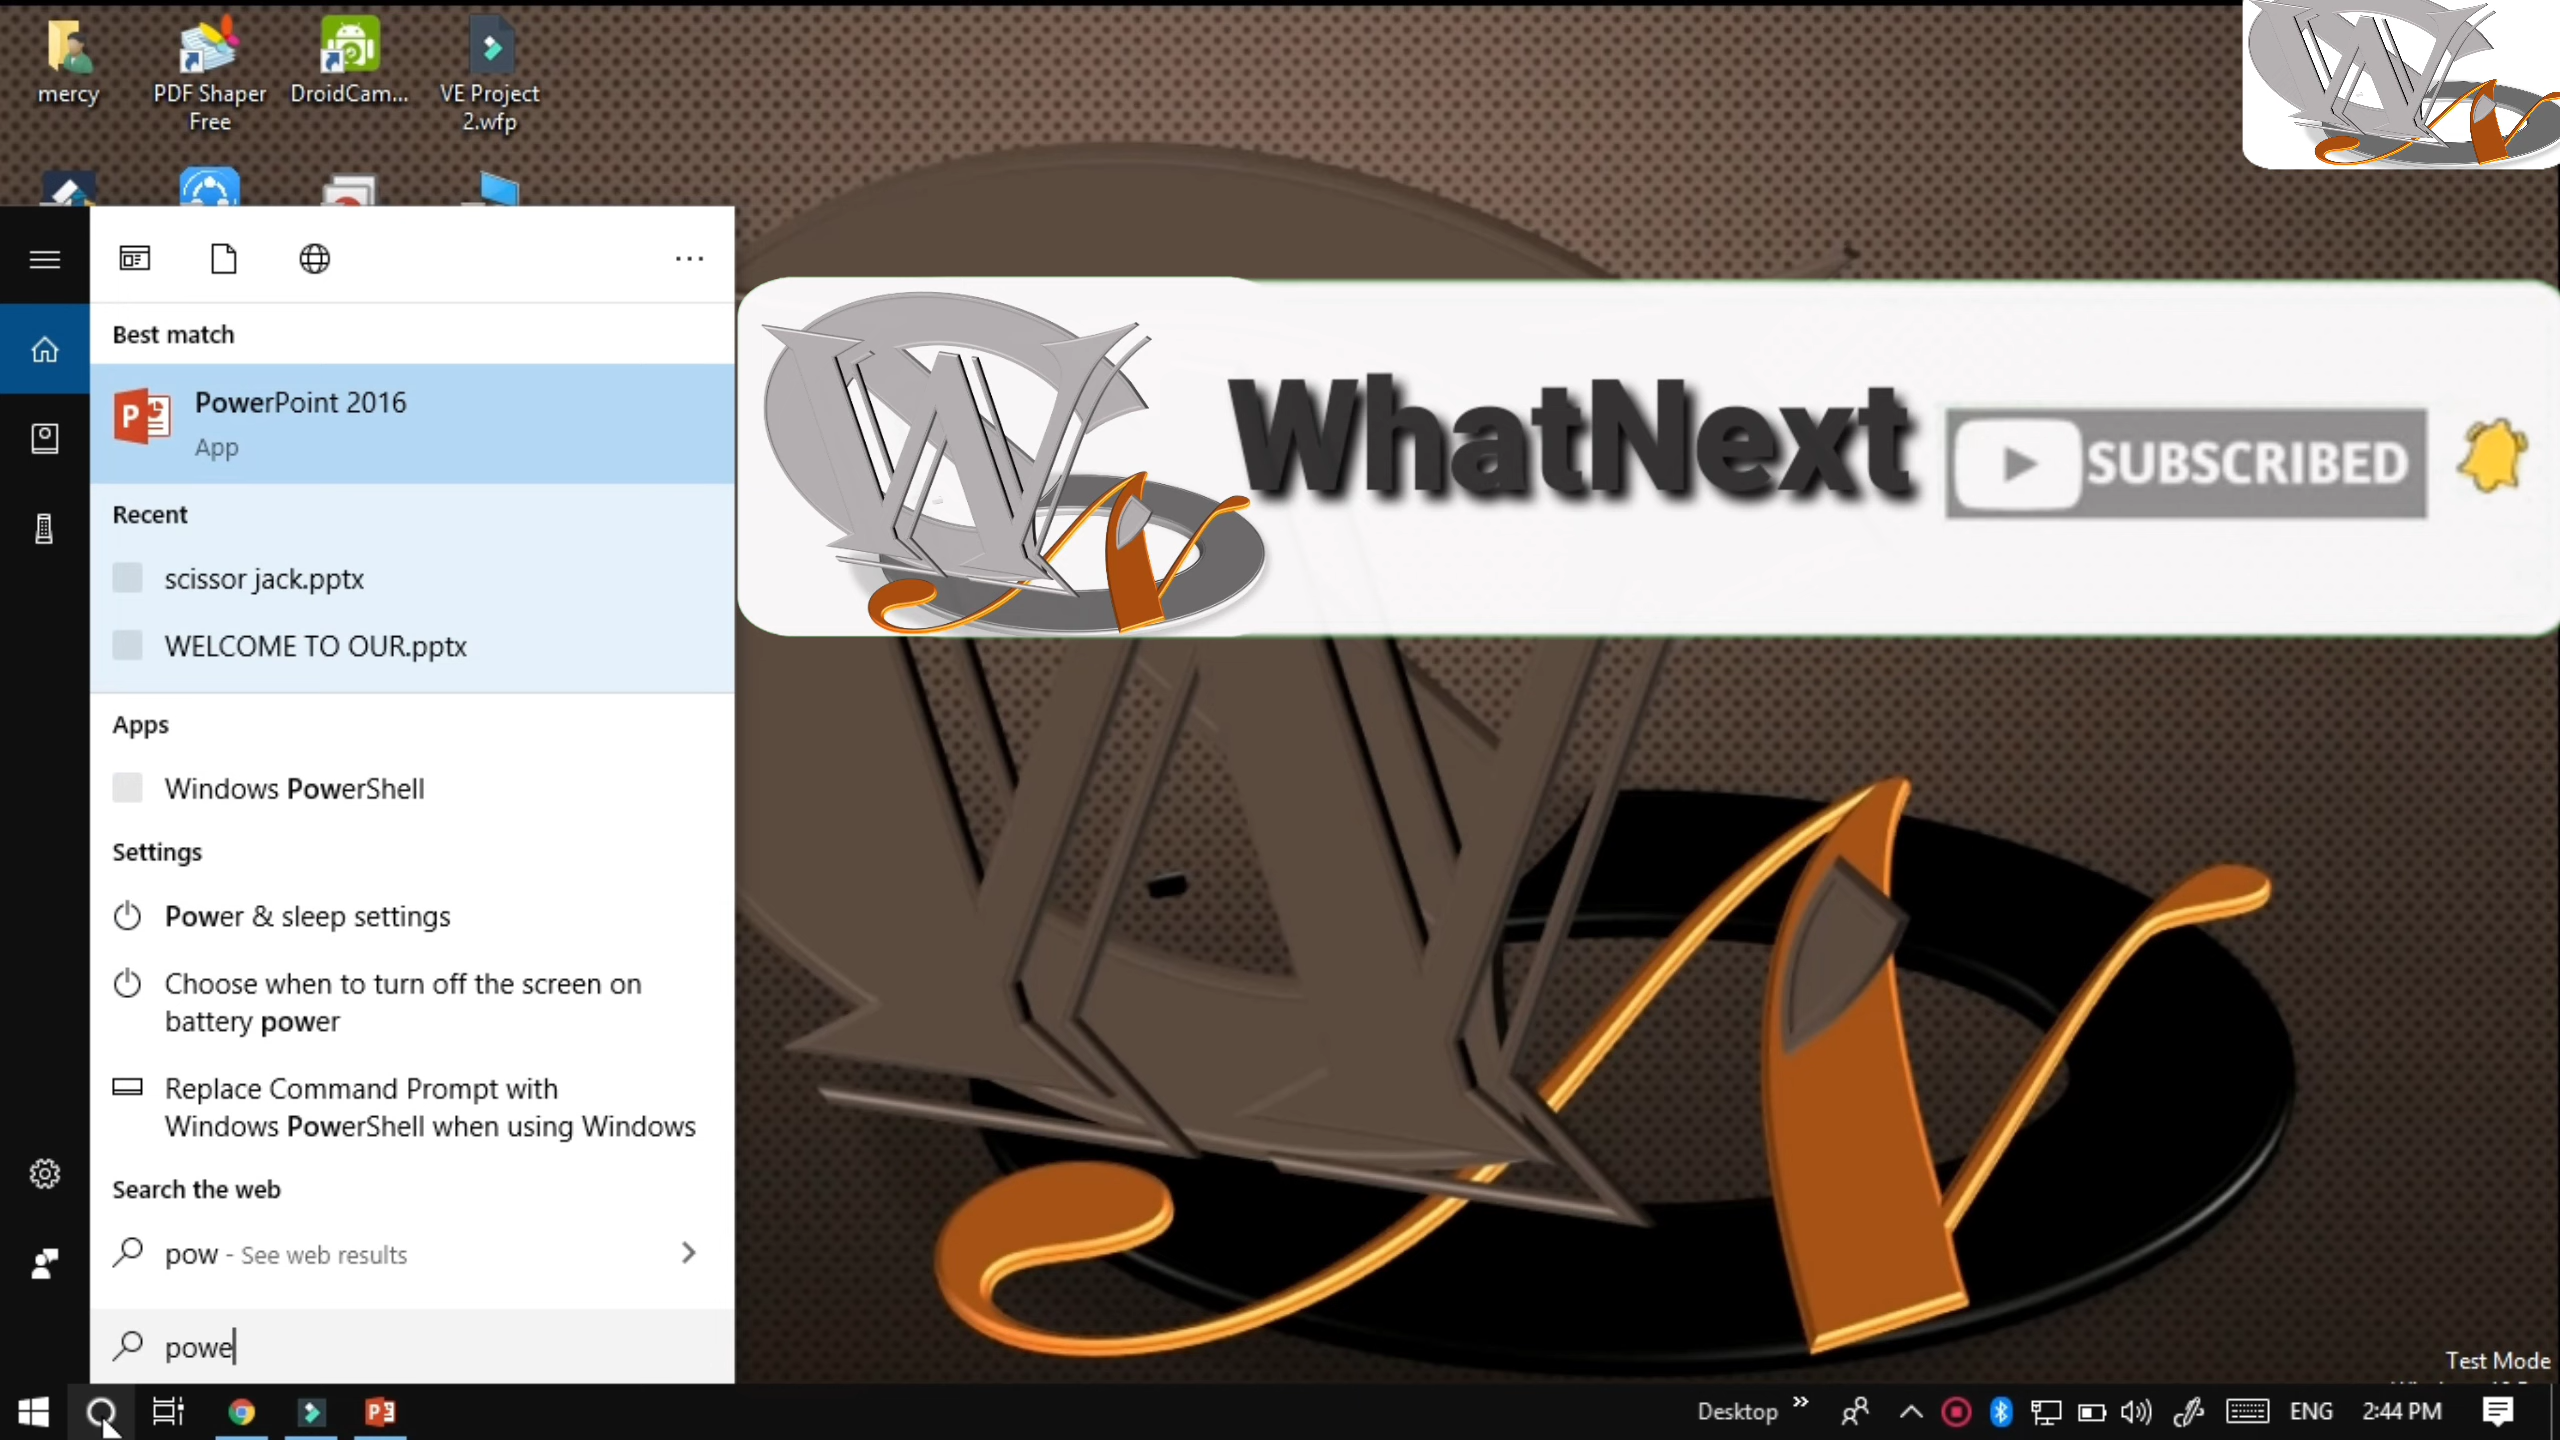 mercy
PDF Shaper
Free
DroidCam...
VE Project
2.wfp
Best match
PowerPoint 2016
App
Recent
scissor jack.pptx
WELCOME TO OUR.pptx
Apps
Windows PowerShell
Settings
Power & sleep settings
Choose when to turn off the screen on
battery power
Replace Command Prompt with
Windows PowerShell when using Windows
Search the web
pow - See web results
powe
WhatNext
SUBSCRIBED
Test Mode
Desktop
ENG
2:44 PM